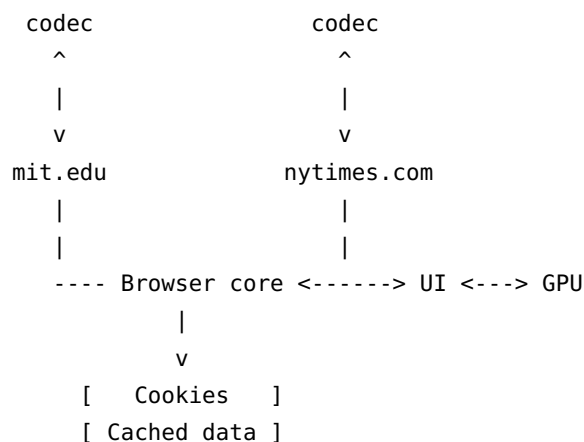 codec codec
^ ^
| |
v v
mit.edu nytimes.com
| |
| |
---- Browser core <------> UI <---> GPU
|
v
[ Cookies ]
[ Cached data ]